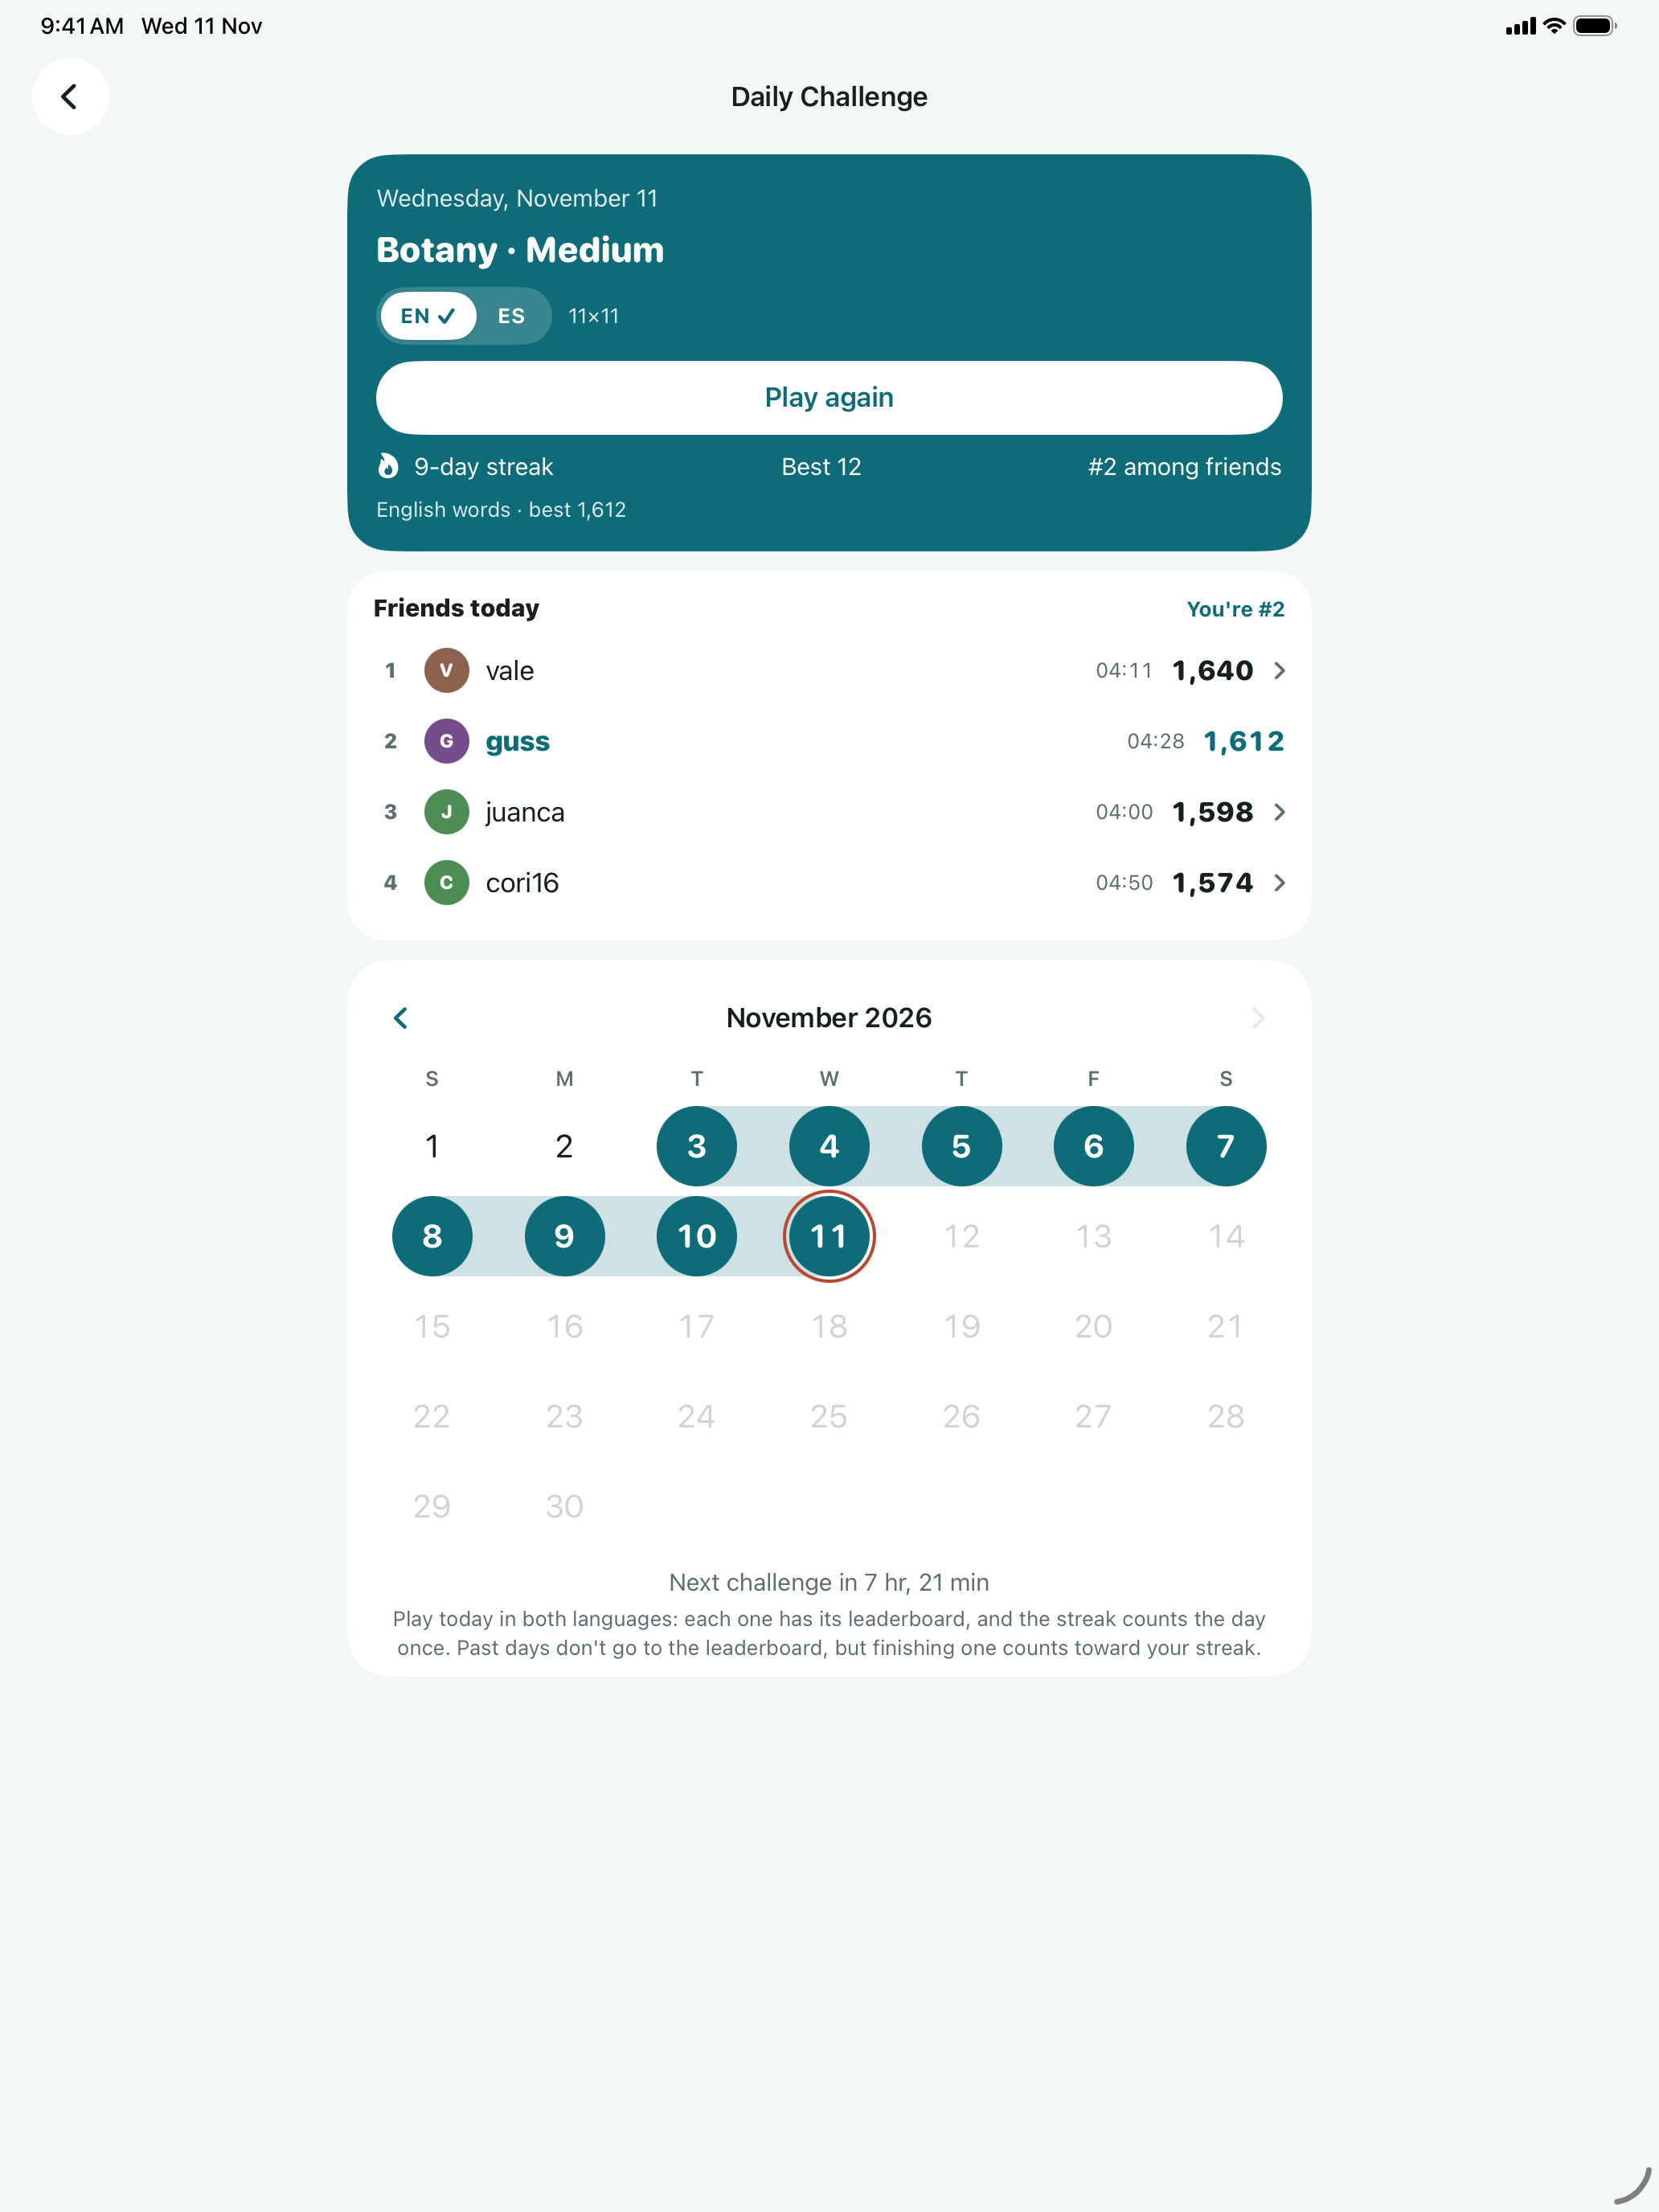 9:41 AM Wed 11 Nov
Daily Challenge
Wednesday, November 11
Botany · Medium
EN ES 11×11
Play again
9-day streak Best 12 #2 among friends
English words · best 1,612
Friends today You're #2
1 V vale 04:11 1,640
2 G guss 04:28 1,612
3 J juanca 04:00 1,598
4 C cori16 04:50 1,574
November 2026
S M T W T F S
1 2 3 4 5 6 7
8 9 10 11 12 13 14
15 16 17 18 19 20 21
22 23 24 25 26 27 28
29 30
Next challenge in 7 hr, 21 min
Play today in both languages: each one has its leaderboard, and the streak counts the day
once. Past days don't go to the leaderboard, but finishing one counts toward your streak.